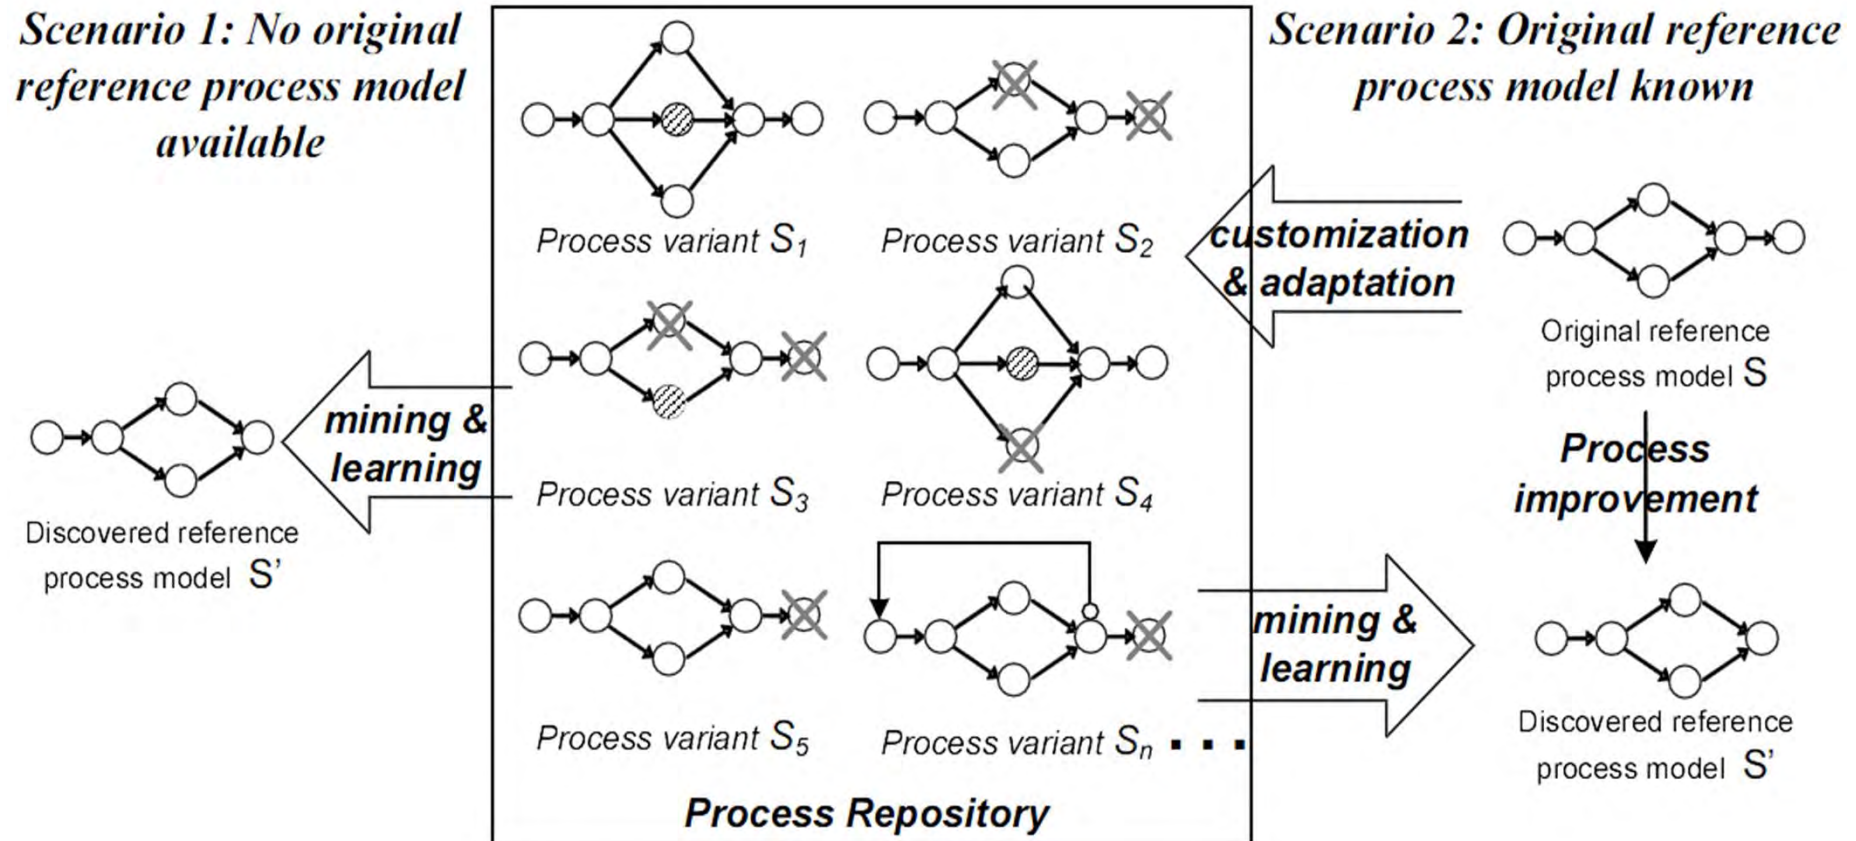 Scenario 1: No original
reference process model
available
Process variant S1
Process variant S2
Process variant S3
Process variant S4
Process variant S5
Process variant Sn ...
Process Repository
mining &
learning
Discovered reference
process model S'
Scenario 2: Original reference
process model known
customization
& adaptation
Original reference
process model S
Process
improvement
mining &
learning
Discovered reference
process model S'